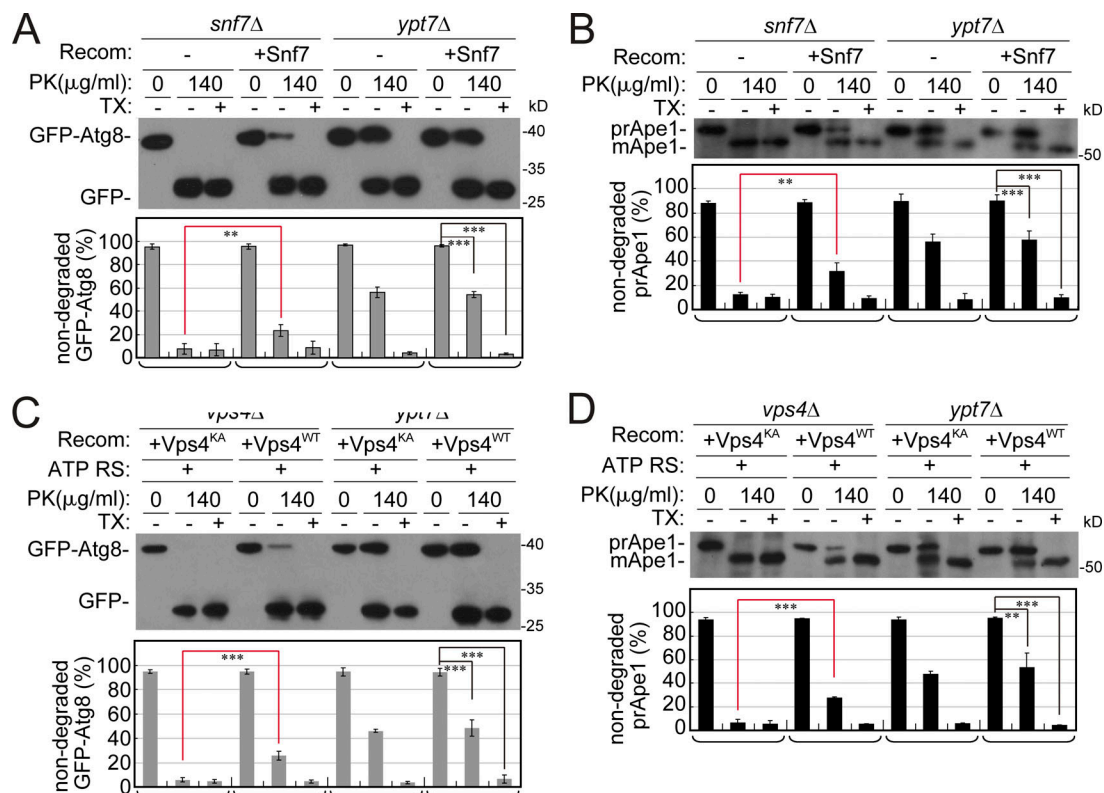 A
snf7Δ ypt7Δ
Recom: - +Snf7 - +Snf7
PK(μg/ml): 0 140 0 140 0 140 0 140
TX: - - + - - + - - + - - + kD
GFP-Atg8- -40
-35
GFP- -25
non-degraded GFP-Atg8 (%)
100
80
60
40
20
0
** *** ***
B
snf7Δ ypt7Δ
Recom: - +Snf7 - +Snf7
PK(μg/ml): 0 140 0 140 0 140 0 140
TX: - - + - - + - - + - - + kD
prApe1-
mApe1- -50
non-degraded prApe1 (%)
100
80
60
40
20
0
** *** ***
C
vps4Δ ypt7Δ
Recom: +Vps4KA +Vps4WT +Vps4KA +Vps4WT
ATP RS: + + + +
PK(μg/ml): 0 140 0 140 0 140 0 140
TX: - - + - - + - - + - - + kD
GFP-Atg8- -40
-35
GFP- -25
non-degraded GFP-Atg8 (%)
100
80
60
40
20
0
*** *** ***
D
vps4Δ ypt7Δ
Recom: +Vps4KA +Vps4WT +Vps4KA +Vps4WT
ATP RS: + + + +
PK(μg/ml): 0 140 0 140 0 140 0 140
TX: - - + - - + - - + - - + kD
prApe1-
mApe1- -50
non-degraded prApe1 (%)
100
80
60
40
20
0
*** *** **